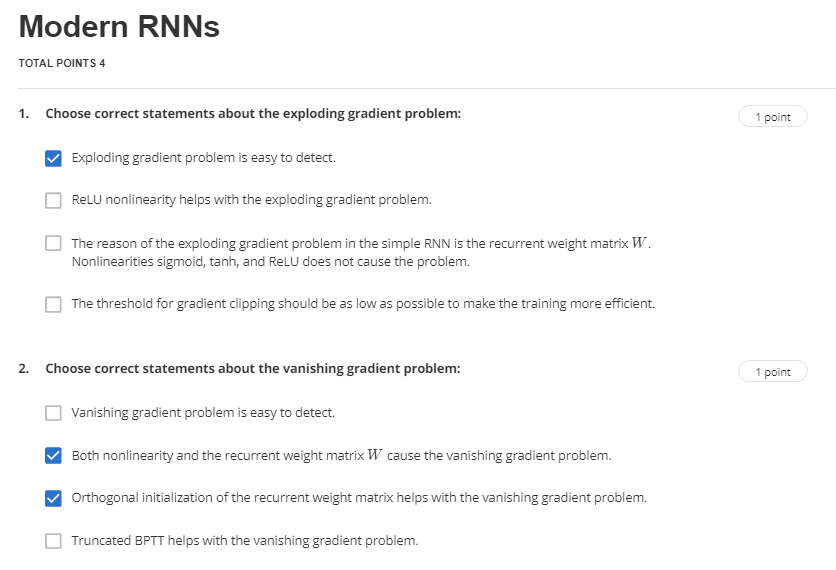 Modern RNNs
TOTAL POINTS 4
1. Choose correct statements about the exploding gradient problem:
1 point
Exploding gradient problem is easy to detect.
ReLU nonlinearity helps with the exploding gradient problem.
The reason of the exploding gradient problem in the simple RNN is the recurrent weight matrix W.
Nonlinearities sigmoid, tanh, and ReLU does not cause the problem.
The threshold for gradient clipping should be as low as possible to make the training more efficient.
2. Choose correct statements about the vanishing gradient problem:
1 point
Vanishing gradient problem is easy to detect.
Both nonlinearity and the recurrent weight matrix W cause the vanishing gradient problem.
Orthogonal initialization of the recurrent weight matrix helps with the vanishing gradient problem.
Truncated BPTT helps with the vanishing gradient problem.